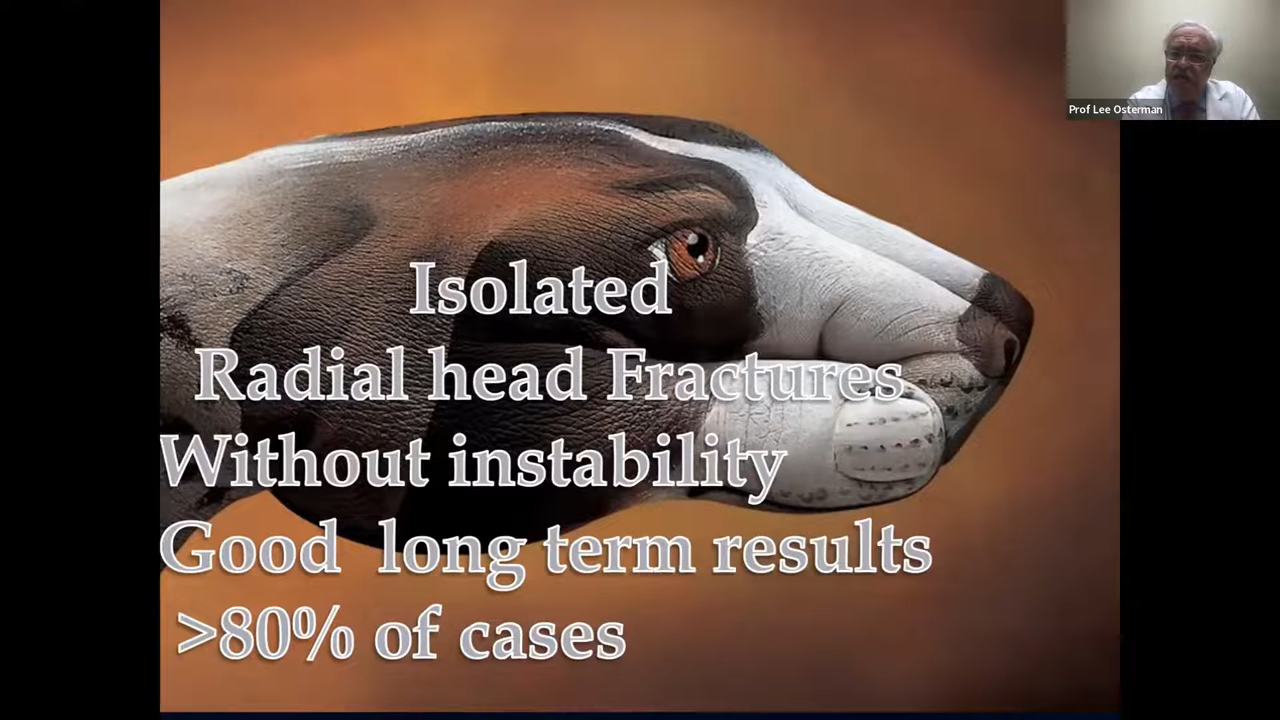 Prof Lee Osterman
Isolated
Radial head Fractures
Without instability
Good long term results
>80% of cases